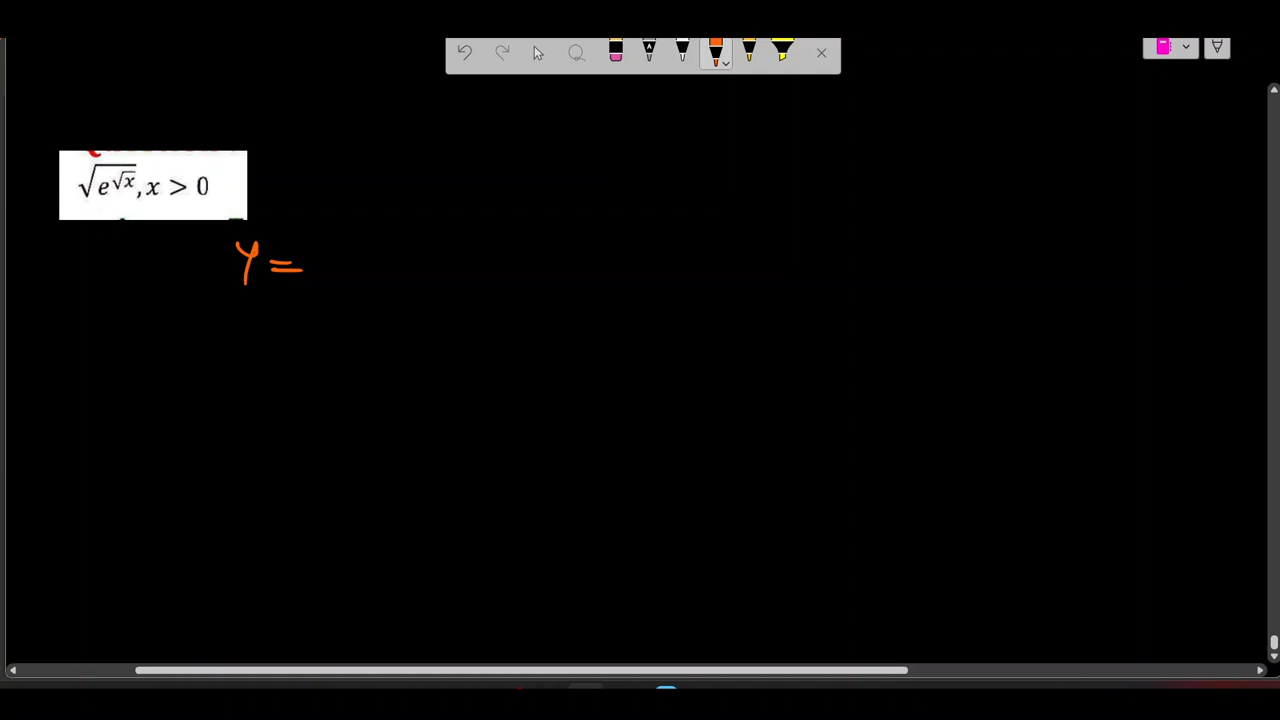 √(e^√x), x > 0
y =